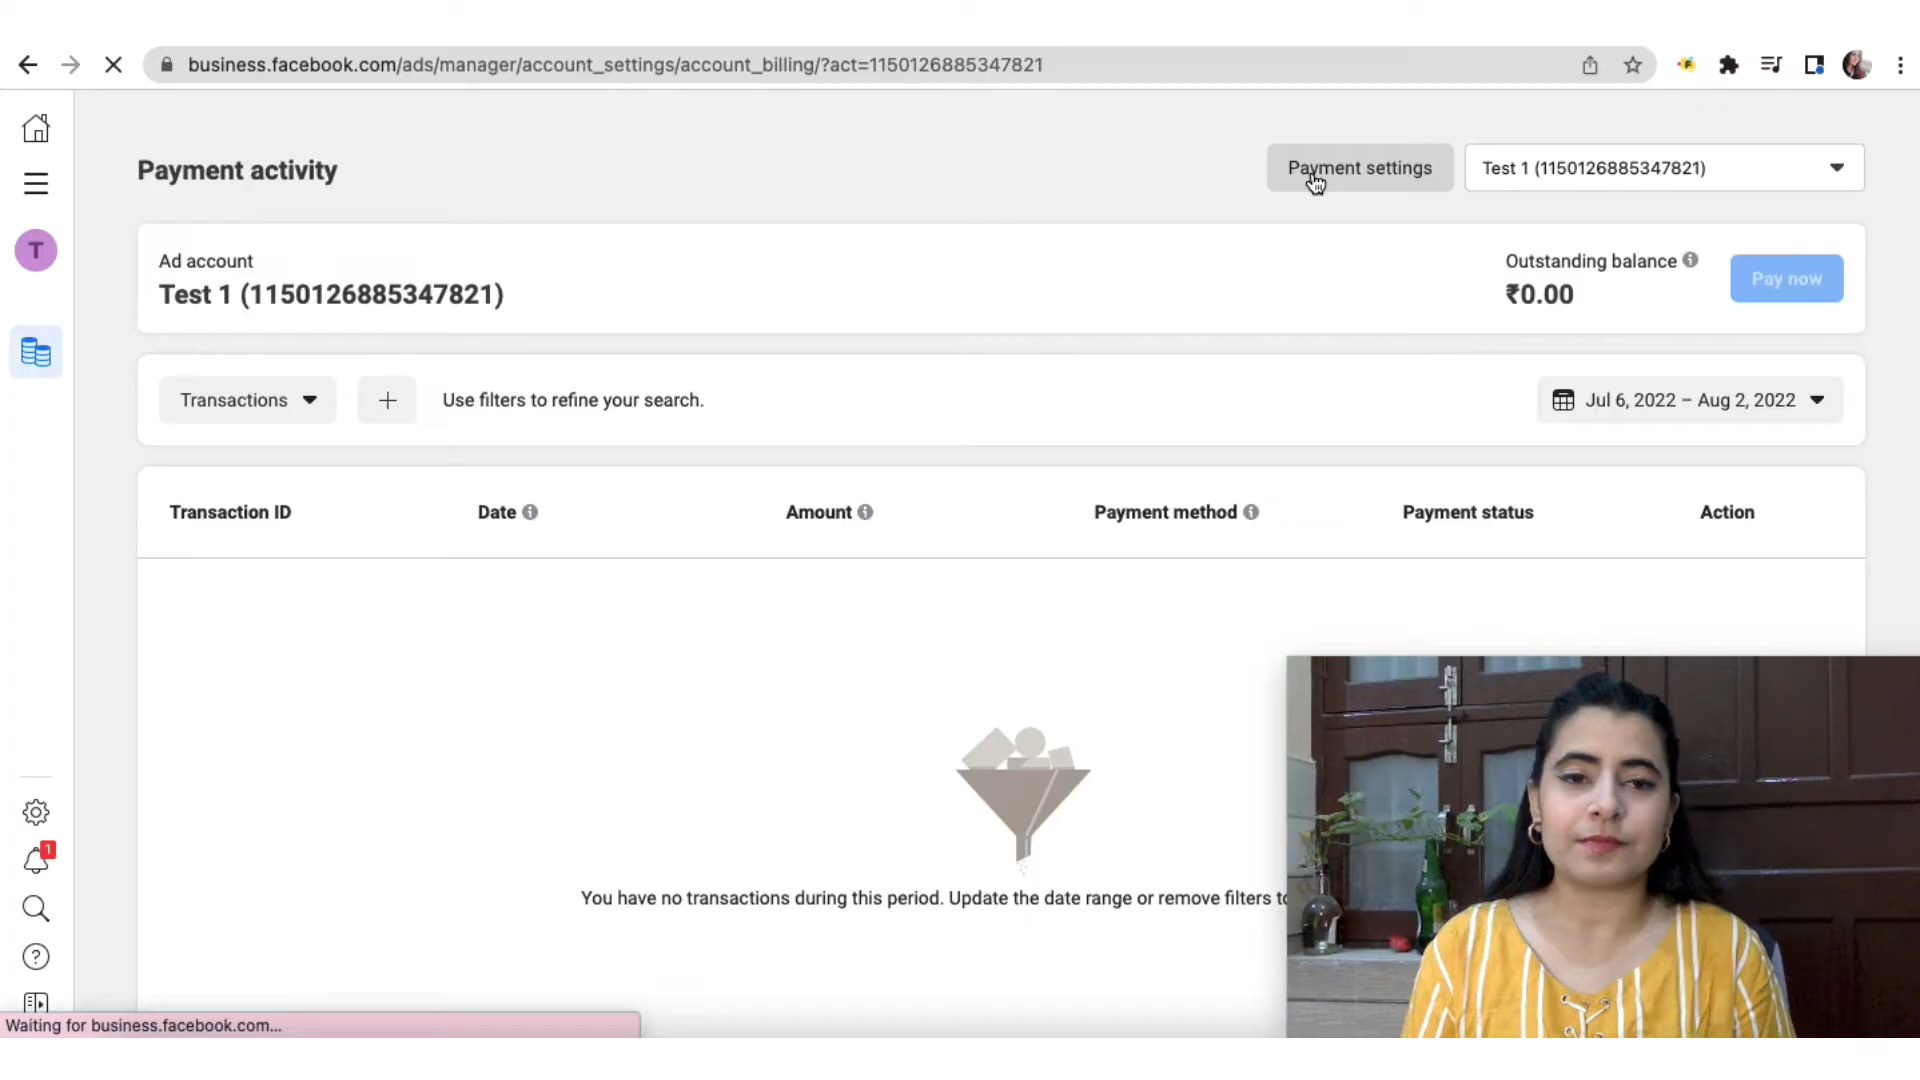 business.facebook.com/ads/manager/account_settings/account_billing/?act=1150126885347821
Payment activity
Payment settings
Test 1 (1150126885347821)
T
Ad account
Test 1 (1150126885347821)
Outstanding balance
₹0.00
Pay now
Transactions
Use filters to refine your search.
Jul 6, 2022 – Aug 2, 2022
Transaction ID Date Amount Payment method Payment status Action
You have no transactions during this period. Update the date range or remove filters to
1
Waiting for business.facebook.com...